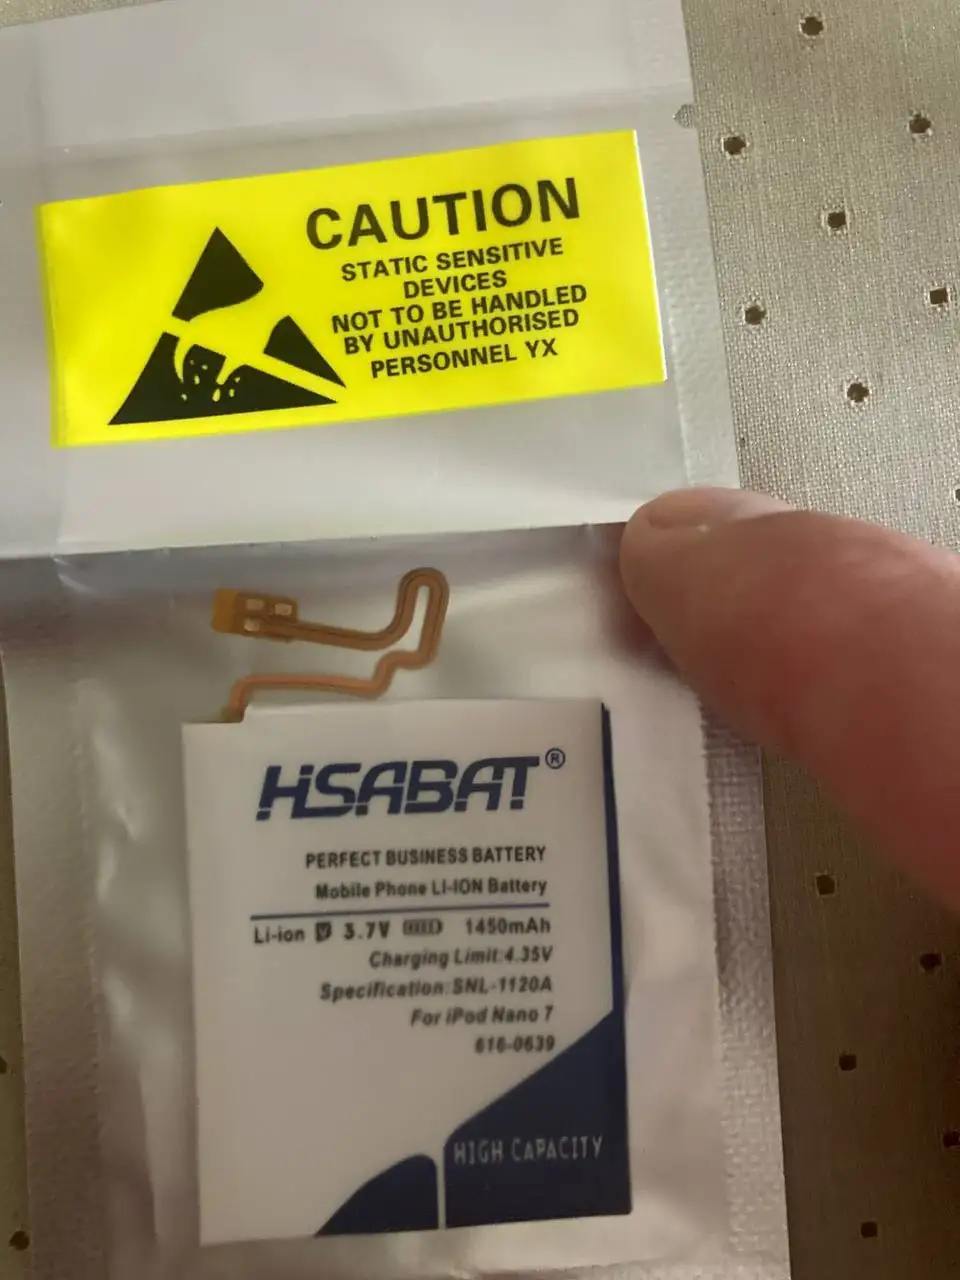 CAUTION
STATIC SENSITIVE
DEVICES
NOT TO BE HANDLED
BY UNAUTHORISED
PERSONNEL YX
HSABAT®
PERFECT BUSINESS BATTERY
Mobile Phone LI-ION Battery
Li-ion 3.7V 1450mAh
Charging Limit:4.35V
Specification:SNL-1120A
For iPod Nano 7
616-0639
HIGH CAPACITY